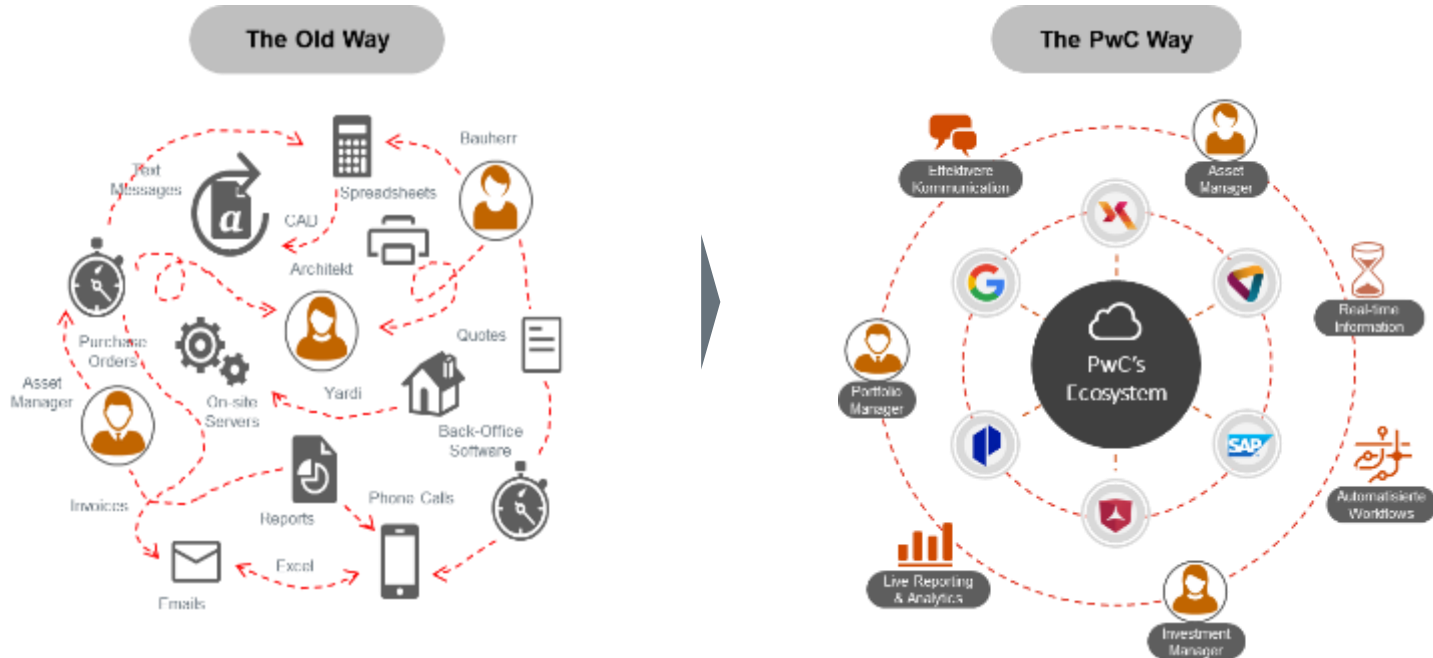 The Old Way
Bauherr
Text
Messages
Spreadsheets
a
CAD
Architekt
Purchase
Orders
Quotes
Asset
Manager
On-site
Servers
Yardi
Back-Office
Software
Invoices
Reports
Phone Calls
Excel
Emails
The PwC Way
Effektivere
Kommunikation
Asset
Manager
G
Real-time
Information
PwC's
Ecosystem
Portfolio
Manager
SAP
Automatisierte
Workflows
Live Reporting
& Analytics
Investment
Manager